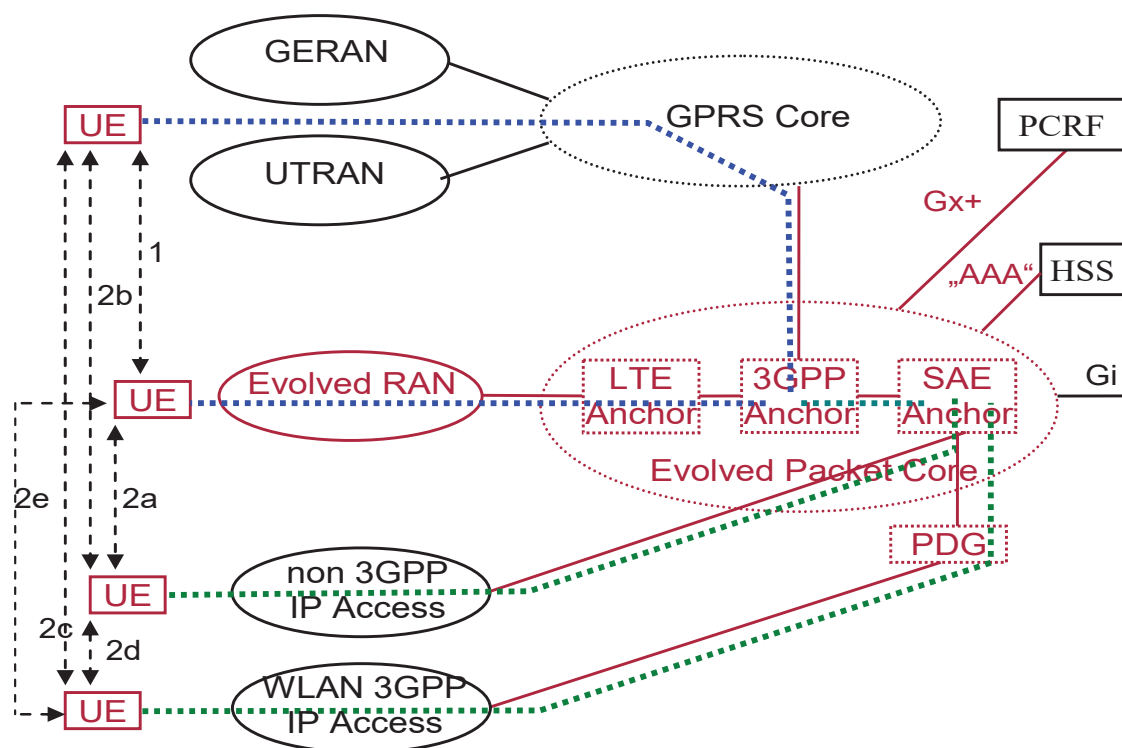 GERAN
GPRS Core
UE
PCRF
UTRAN
Gx+
1
„AAA“
HSS
2b
Evolved RAN
LTE
Anchor
3GPP
Anchor
SAE
Anchor
Gi
UE
Evolved Packet Core
2e
2a
PDG
non 3GPP
IP Access
UE
2c
2d
WLAN 3GPP
IP Access
UE